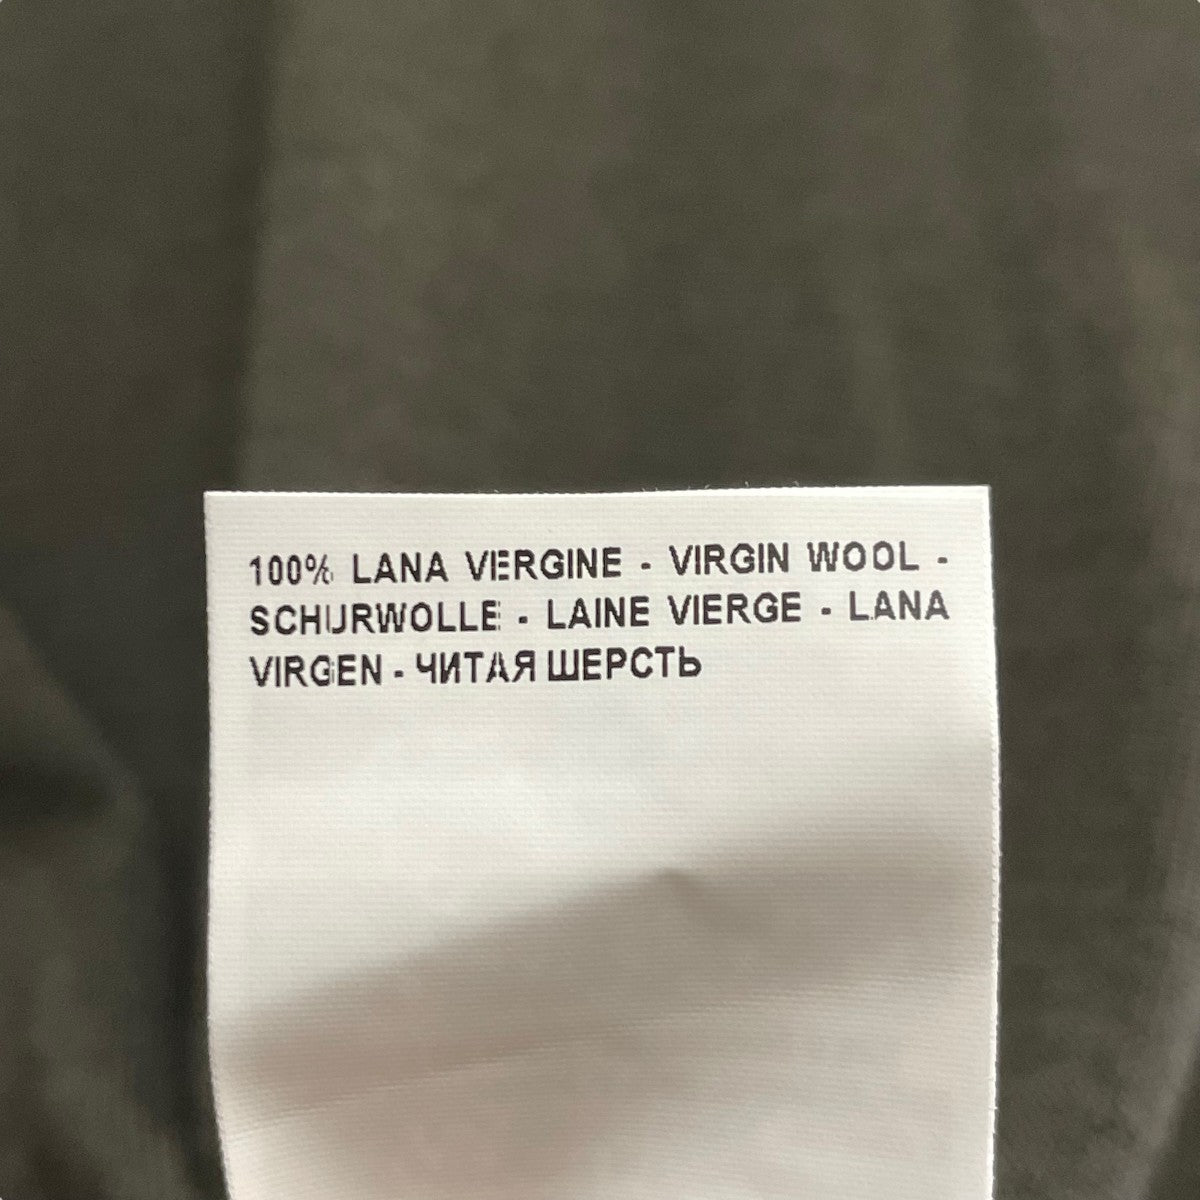 100% LANA VERGINE - VIRGIN WOOL -
SCHURWOLLE - LAINE VIERGE - LANA
VIRGEN - ЧИТАЯ ШЕРСТЬ